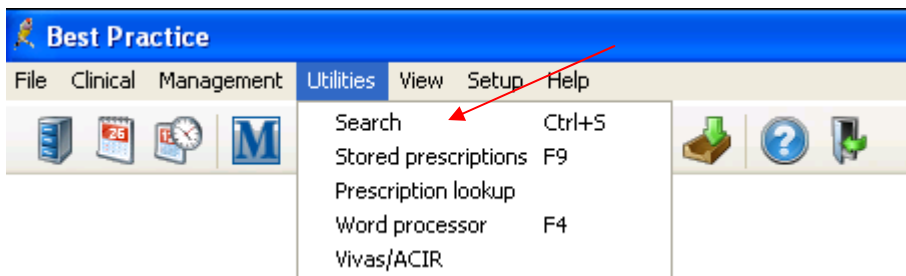 Best Practice
File Clinical Management Utilities View Setup Help
26
M
Search Ctrl+S
Stored prescriptions F9
Prescription lookup
Word processor F4
Vivas/ACIR